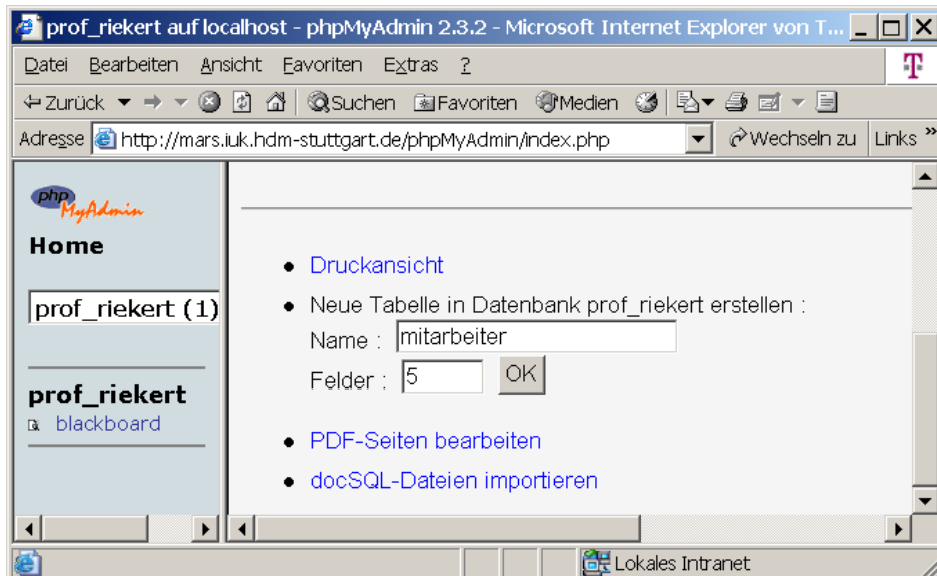 prof_riekert auf localhost - phpMyAdmin 2.3.2 - Microsoft Internet Explorer von T...
Datei Bearbeiten Ansicht Favoriten Extras ?
Zurück Suchen Favoriten Medien
Adresse http://mars.iuk.hdm-stuttgart.de/phpMyAdmin/index.php Wechseln zu Links »
php
MyAdmin
Home
prof_riekert (1)
prof_riekert
blackboard
Druckansicht
Neue Tabelle in Datenbank prof_riekert erstellen :
Name : mitarbeiter
Felder : 5 OK
PDF-Seiten bearbeiten
docSQL-Dateien importieren
Lokales Intranet